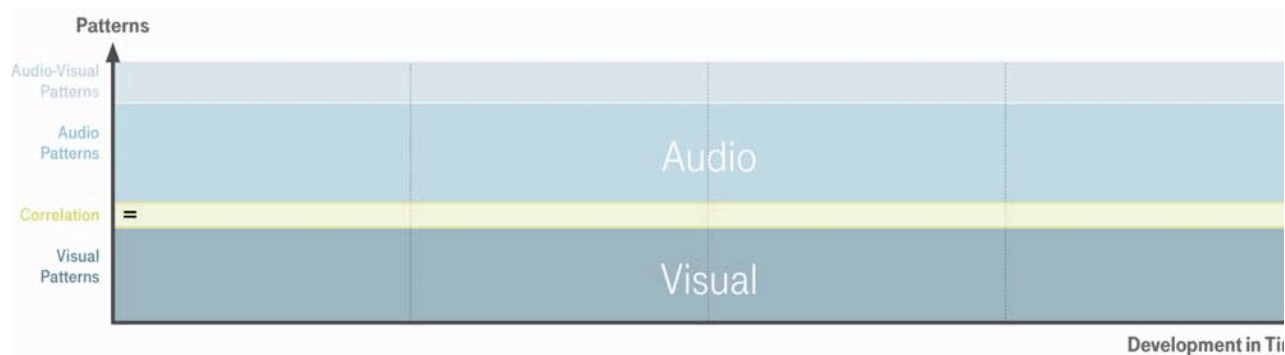 Patterns
Audio-Visual
Patterns
Audio
Patterns
Audio
Correlation
=
Visual
Patterns
Visual
Development in Ti